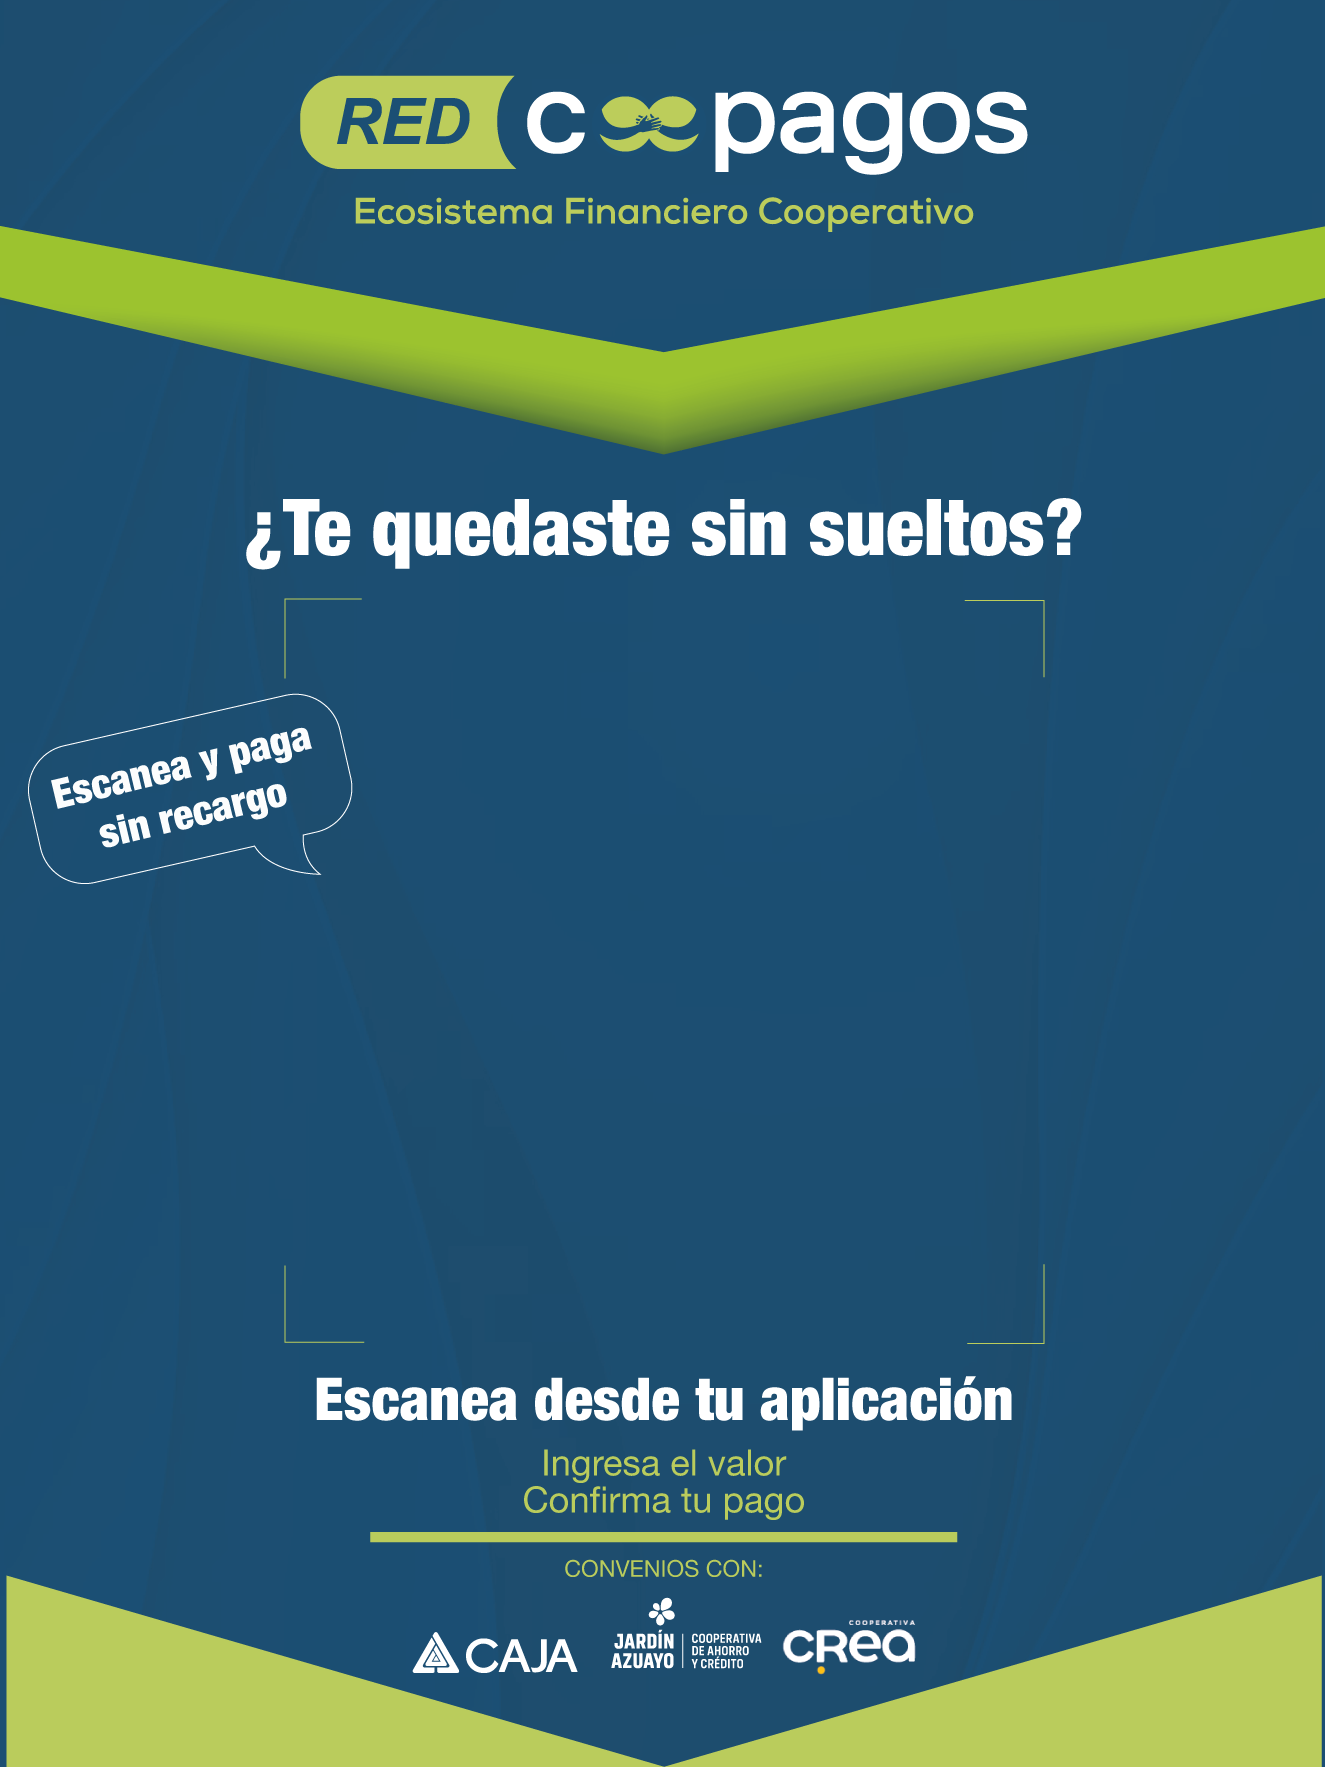 RED coopagos
Ecosistema Financiero Cooperativo
¿Te quedaste sin sueltos?
Escanea y paga
sin recargo
Escanea desde tu aplicación
Ingresa el valor
Confirma tu pago
CONVENIOS CON:
CAJA
JARDÍN
AZUAYO
COOPERATIVA
DE AHORRO
Y CRÉDITO
COOPERATIVA
CREA